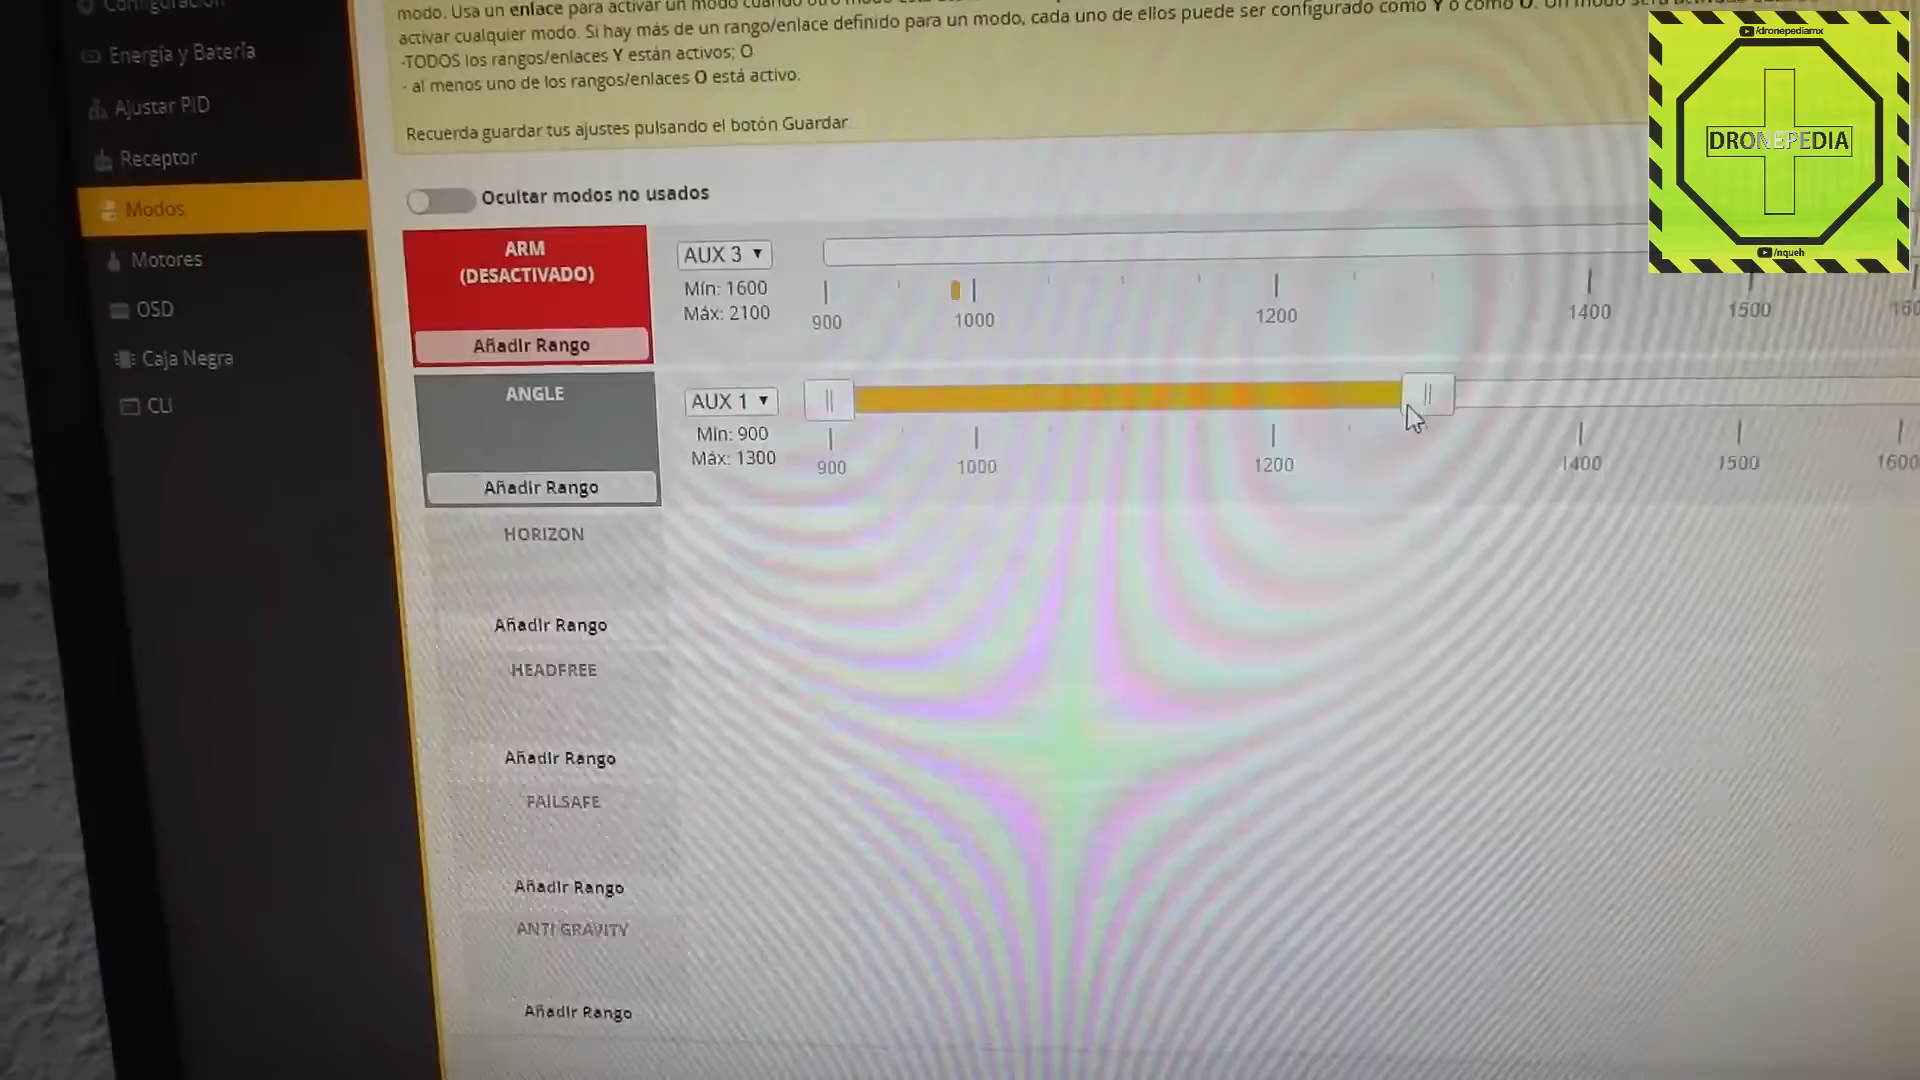 Configuración
modo. Usa un enlace para activar un modo cuando otro modo
activar cualquier modo. Si hay más de un rango/enlace definido para un modo, cada uno de ellos puede ser configurado como Y o como O. Un modo será
-TODOS los rangos/enlaces Y están activos; O
- al menos uno de los rangos/enlaces O está activo.
Recuerda guardar tus ajustes pulsando el botón Guardar
Energía y Batería
Ajustar PID
Receptor
Modos
Motores
OSD
Caja Negra
CLI
Ocultar modos no usados
ARM
(DESACTIVADO)
Añadir Rango
AUX 3
Mín: 1600
Máx: 2100
900 1000 1200 1400 1500 160
ANGLE
Añadir Rango
AUX 1
Mín: 900
Máx: 1300
900 1000 1200 1400 1500 1600
HORIZON
Añadir Rango
HEADFREE
Añadir Rango
FAILSAFE
Añadir Rango
ANTI GRAVITY
Añadir Rango
/dronepediamx
DRONEPEDIA
/nqueh